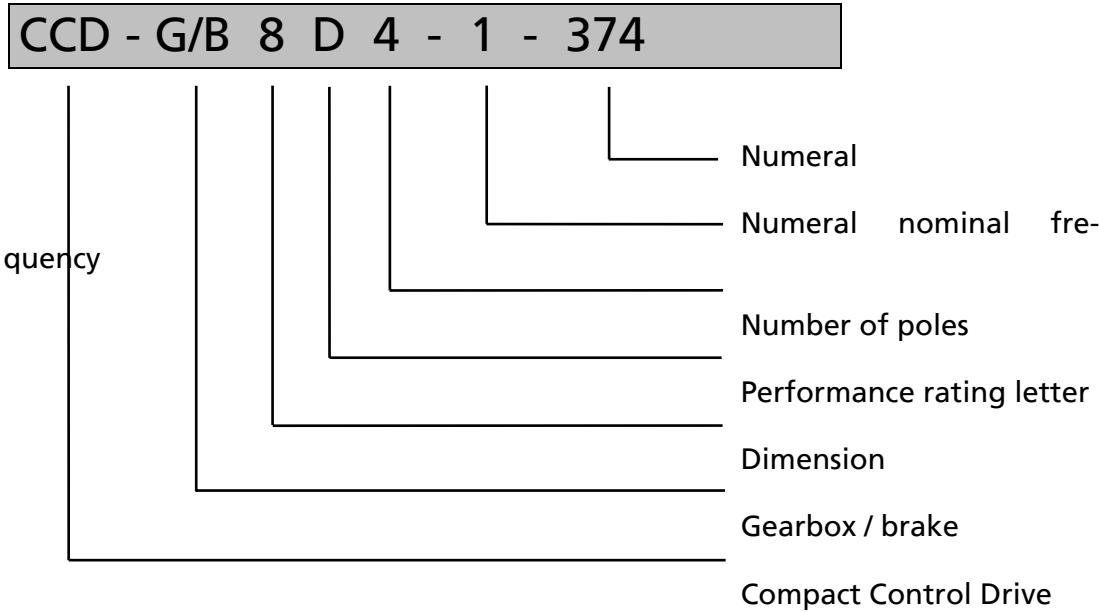 CCD - G/B 8 D 4 - 1 - 374
Numeral
Numeral nominal fre-
quency
Number of poles
Performance rating letter
Dimension
Gearbox / brake
Compact Control Drive